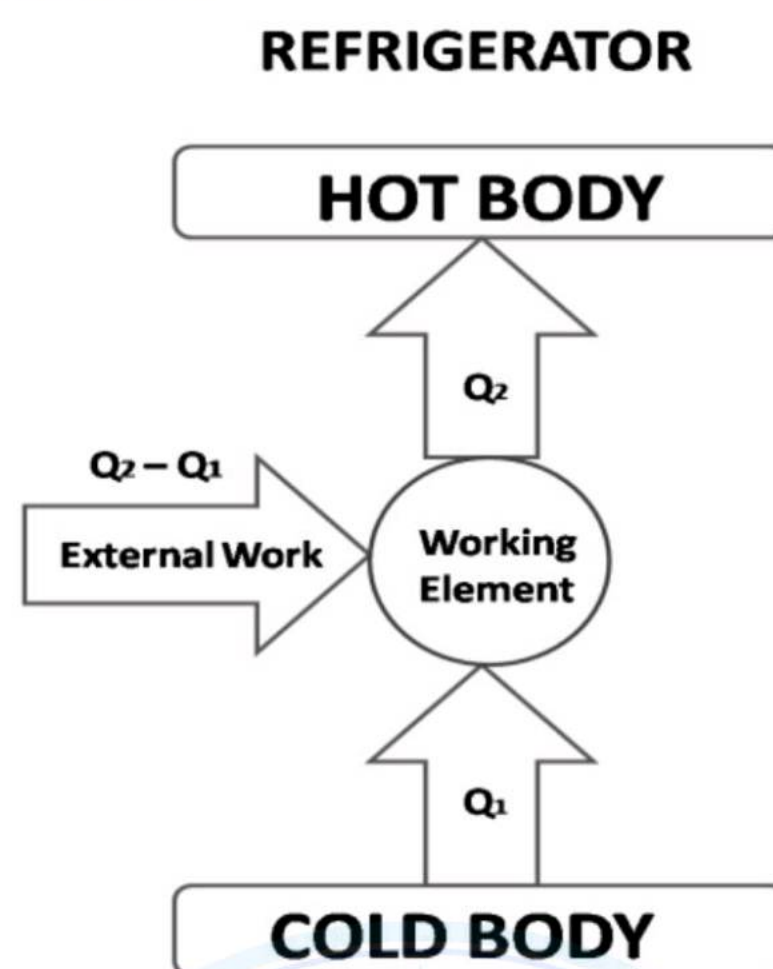 REFRIGERATOR
HOT BODY
Q₂
Q₂ – Q₁
External Work
Working
Element
Q₁
COLD BODY